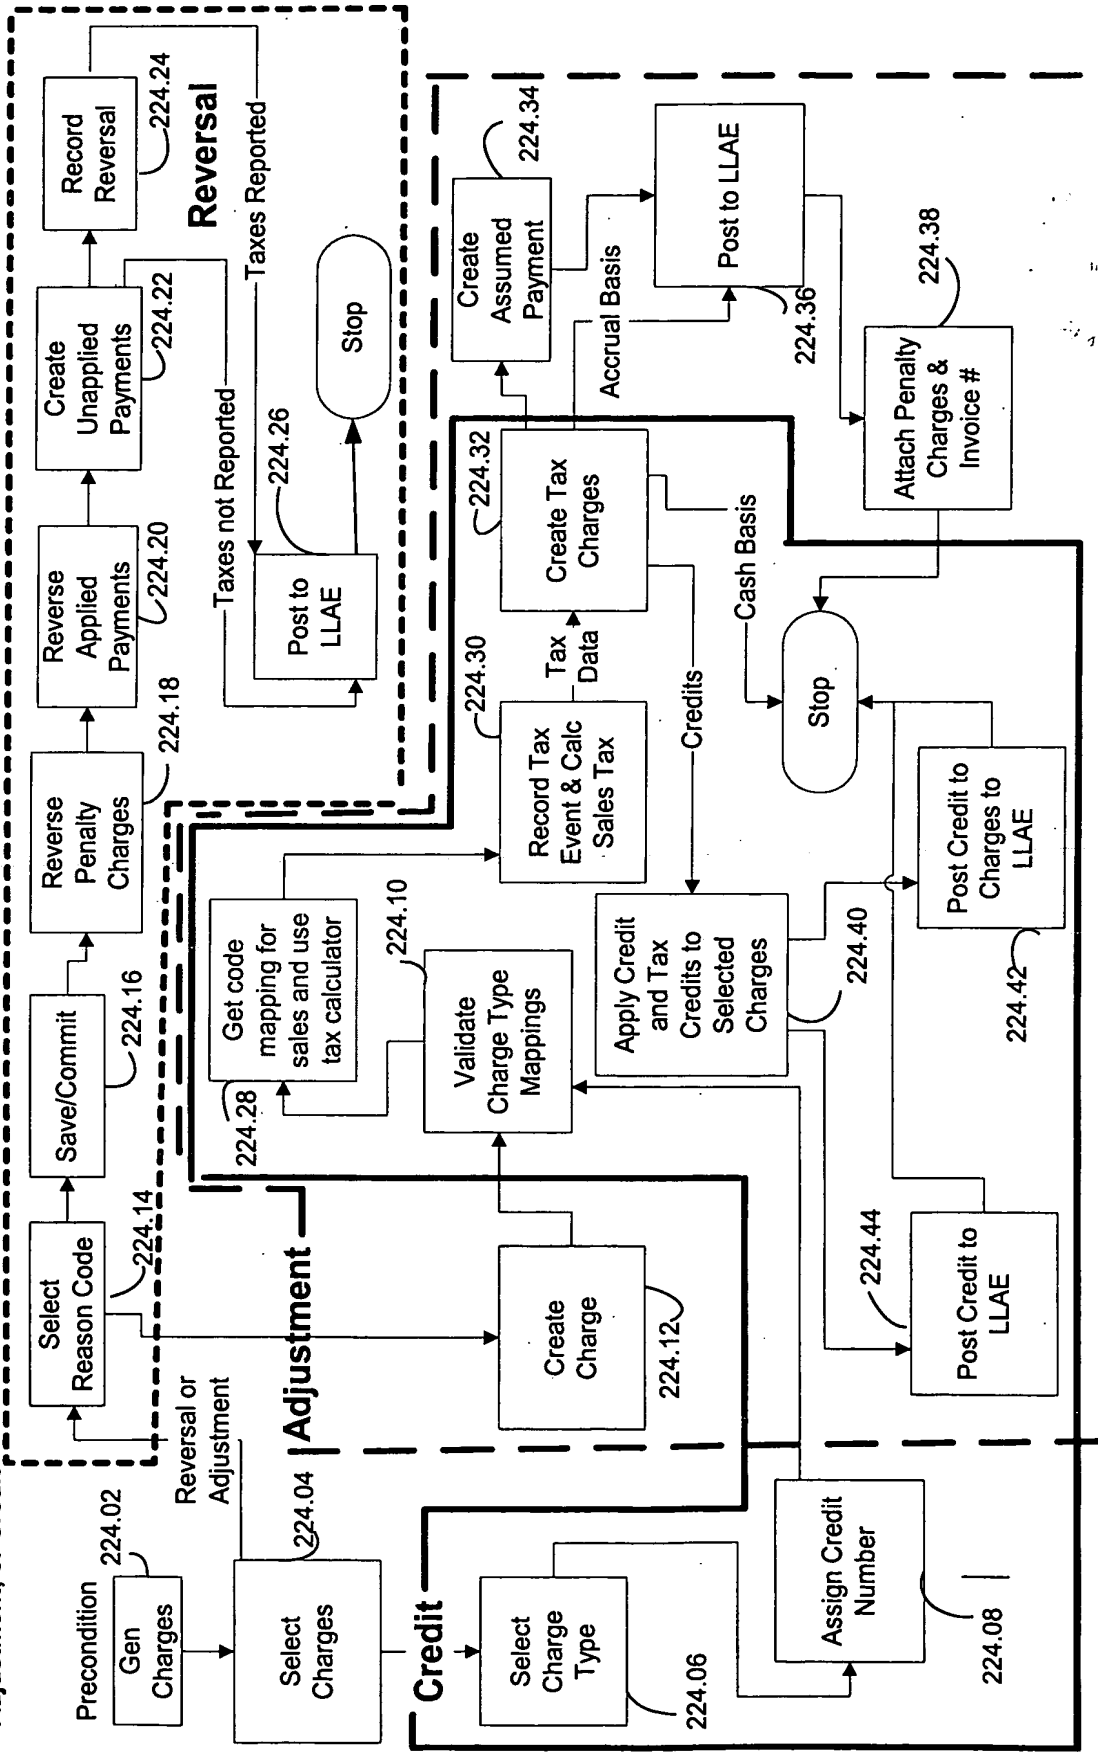 Precondition
Gen
Charges
224.02
Select
Charges
224.04
Reversal or
Adjustment
Select
Reason Code
224.14
Save/Commit
224.16
Reverse
Penalty
Charges
224.18
Reverse
Applied
Payments
224.20
Create
Unapplied
Payments
224.22
Record
Reversal
224.24
Reversal
Taxes not Reported
Taxes Reported
Post to
LLAE
224.26
Stop
Adjustment
Create
Charge
224.12
Validate
Charge Type
Mappings
224.10
Get code
mapping for
sales and use
tax calculator
224.28
Record Tax
Event & Calc
Sales Tax
224.30
Tax
Data
Create Tax
Charges
224.32
Create
Assumed
Payment
224.34
Accrual Basis
Post to LLAE
224.36
Attach Penalty
Charges &
Invoice #
224.38
Cash Basis
Credits
Stop
Credit
Select
Charge
Type
224.06
Assign Credit
Number
224.08
Apply Credit
and Tax
Credits to
Selected
Charges
224.40
Post Credit to
Charges to
LLAE
224.42
Post Credit to
LLAE
224.44